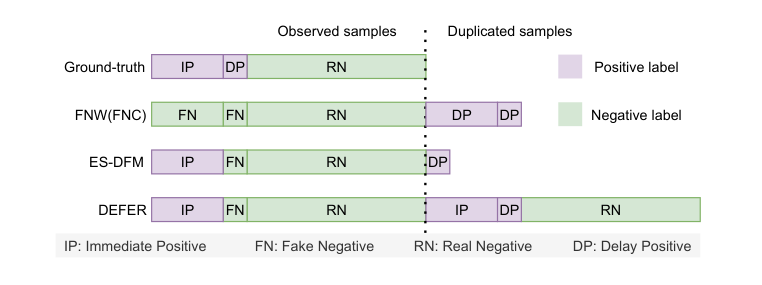 Observed samples Duplicated samples
Ground-truth IP DP RN Positive label
FNW(FNC) FN FN RN DP DP Negative label
ES-DFM IP FN RN DP
DEFER IP FN RN IP DP RN
IP: Immediate Positive FN: Fake Negative RN: Real Negative DP: Delay Positive